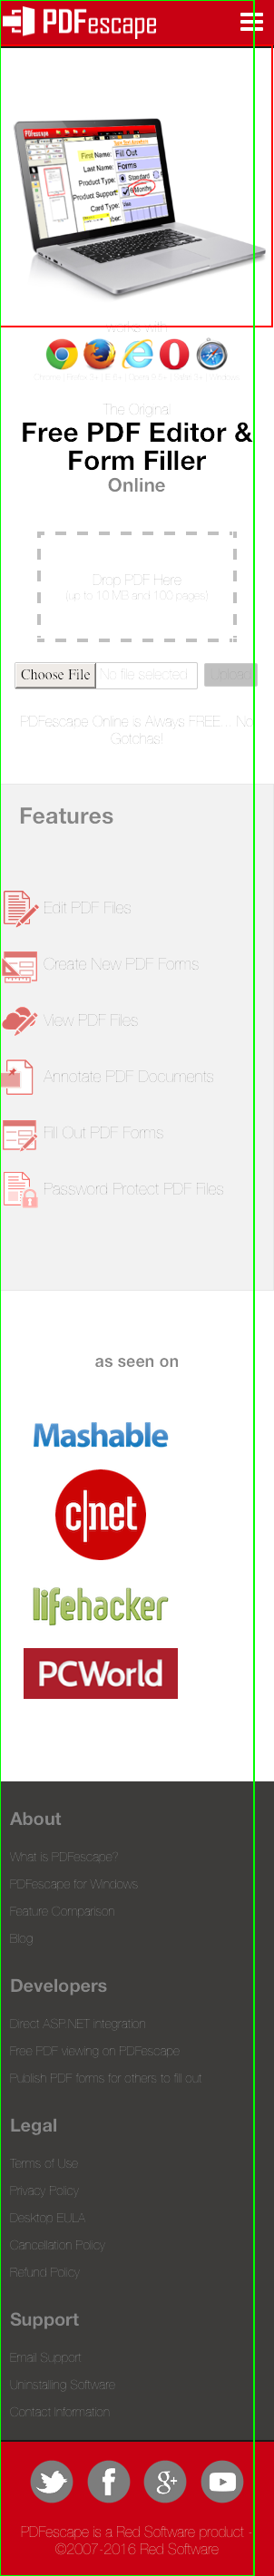 PDFescape
PDFescape
First Name: Fill Out
Last Name: Forms
Product Type: Standard
Product Support: 6 Months
Card Type:
works with
The Original
Free PDF Editor &
Form Filler
Online
Drop PDF Here
(up to 10 MB and 100 pages)
Choose File No file selected. Upload
PDFescape Online is Always FREE... No
Gotchas!
Features
Edit PDF Files
Create New PDF Forms
View PDF Files
Annotate PDF Documents
Fill Out PDF Forms
Password Protect PDF Files
as seen on
Mashable
c|net
lifehacker
PCWorld
About
What is PDFescape?
PDFescape for Windows
Feature Comparison
Blog
Developers
Direct ASP.NET integration
Free PDF viewing on PDFescape
Publish PDF forms for others to fill out
Legal
Terms of Use
Privacy Policy
Desktop EULA
Cancellation Policy
Refund Policy
Support
Email Support
Uninstalling Software
Contact Information
PDFescape is a Red Software product -
©2007-2016 Red Software